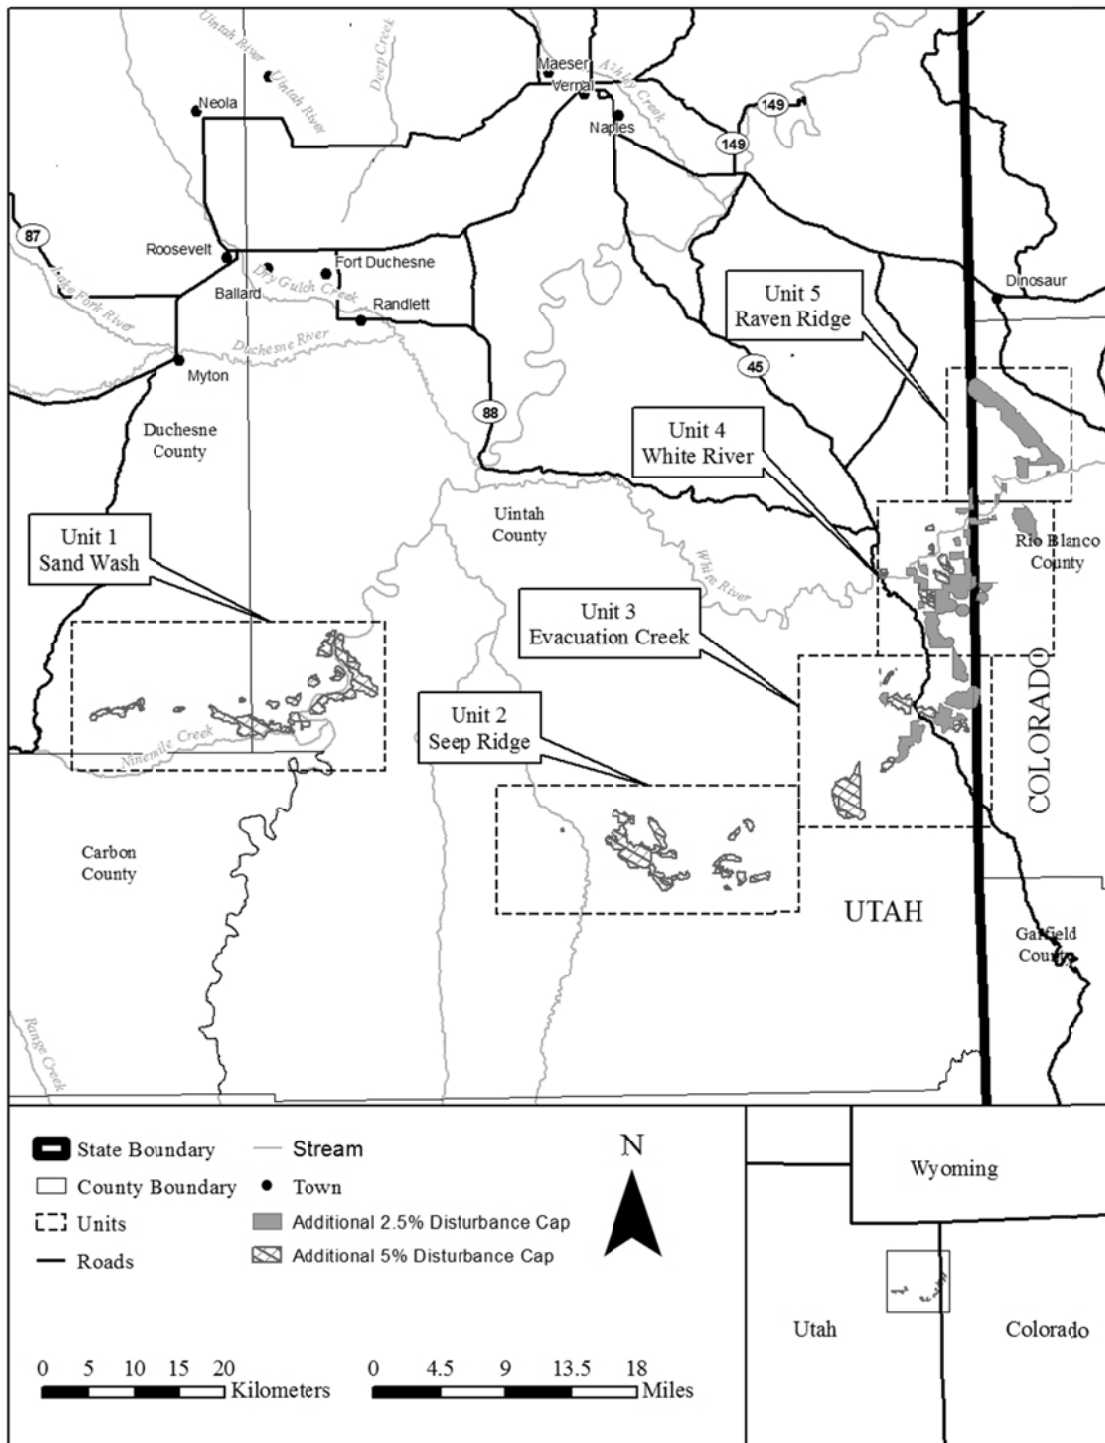 Uintah River
Uintah River
Deep Creek
Maeser
Ashley Creek
Vernal
Neola
Naples
149
149
87
Roosevelt
Fort Duchesne
Ballard
Dry Gulch Creek
Randlett
Lake Fork River
Duchesne River
Myton
Dinosaur
Unit 5
Raven Ridge
45
88
Duchesne
County
Unit 4
White River
Unit 1
Sand Wash
Uintah
County
Rio Blanco
County
White River
Unit 3
Evacuation Creek
Unit 2
Seep Ridge
Ninemile Creek
COLORADO
Carbon
County
UTAH
Garfield
County
Range Creek
State Boundary
County Boundary
Units
Roads
Stream
Town
Additional 2.5% Disturbance Cap
Additional 5% Disturbance Cap
N
0 5 10 15 20
Kilometers
0 4.5 9 13.5 18
Miles
Wyoming
Utah
Colorado